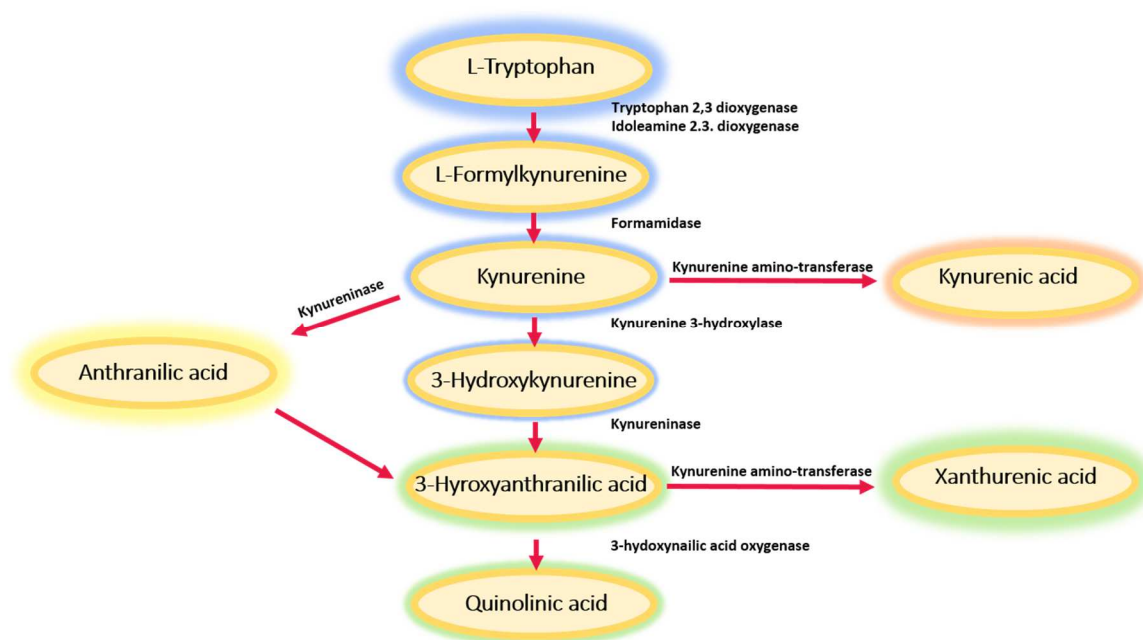 L-Tryptophan
Tryptophan 2,3 dioxygenase
Idoleamine 2.3. dioxygenase
L-Formylkynurenine
Formamidase
Kynurenine
Kynurenine amino-transferase
Kynurenic acid
Kynureninase
Kynurenine 3-hydroxylase
Anthranilic acid
3-Hydroxykynurenine
Kynureninase
3-Hyroxyanthranilic acid
Kynurenine amino-transferase
Xanthurenic acid
3-hydoxynailic acid oxygenase
Quinolinic acid